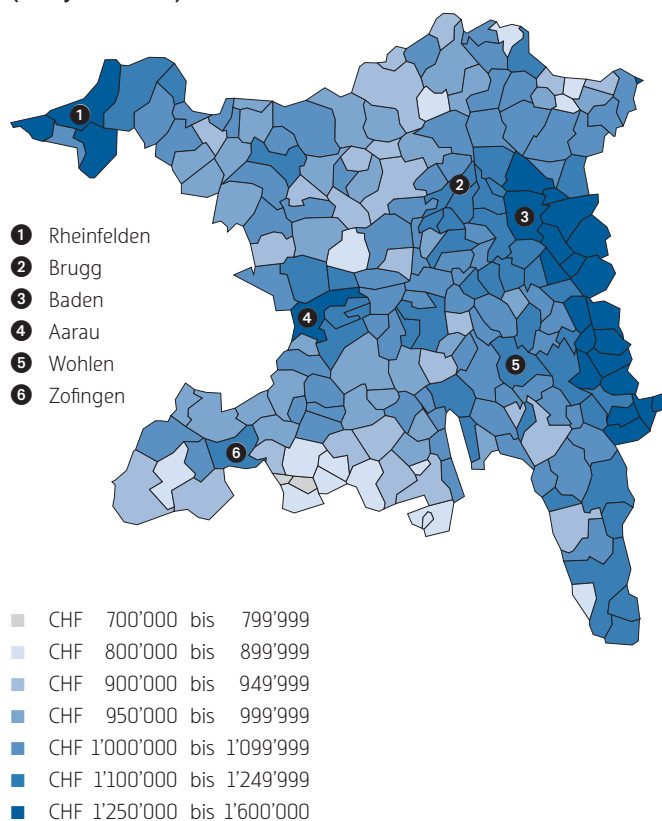 1
2
3
4
5
6
1 Rheinfelden
2 Brugg
3 Baden
4 Aarau
5 Wohlen
6 Zofingen
CHF 700'000 bis 799'999
CHF 800'000 bis 899'999
CHF 900'000 bis 949'999
CHF 950'000 bis 999'999
CHF 1'000'000 bis 1'099'999
CHF 1'100'000 bis 1'249'999
CHF 1'250'000 bis 1'600'000